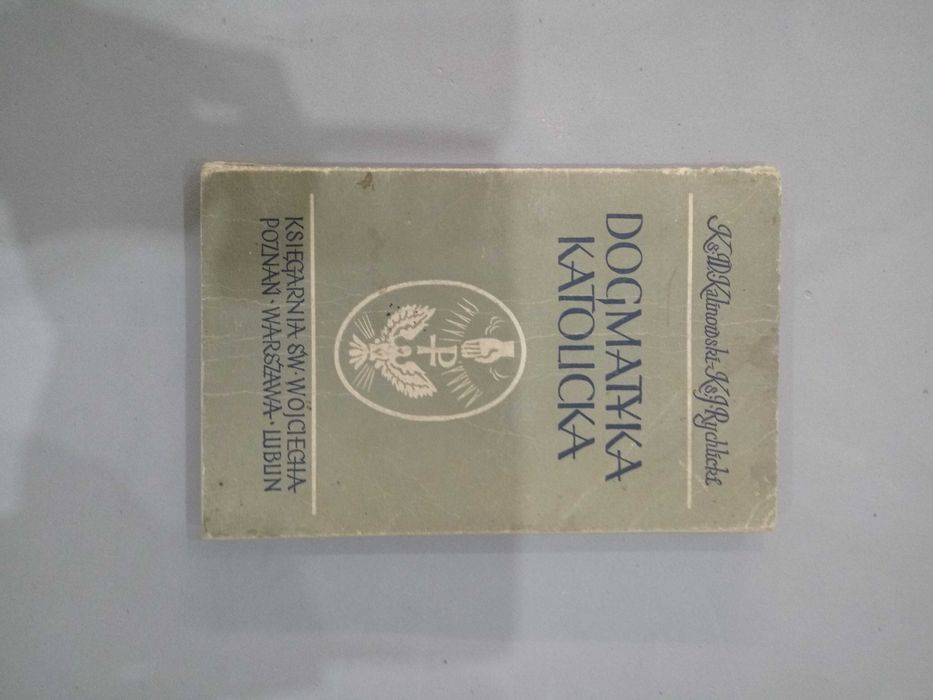 Ks. W. Kalinowski - Ks. J. Rychlicki
DOGMATYKA
KATOLICKA
KSIĘGARNIA ŚW. WOJCIECHA
POZNAŃ · WARSZAWA · LUBLIN